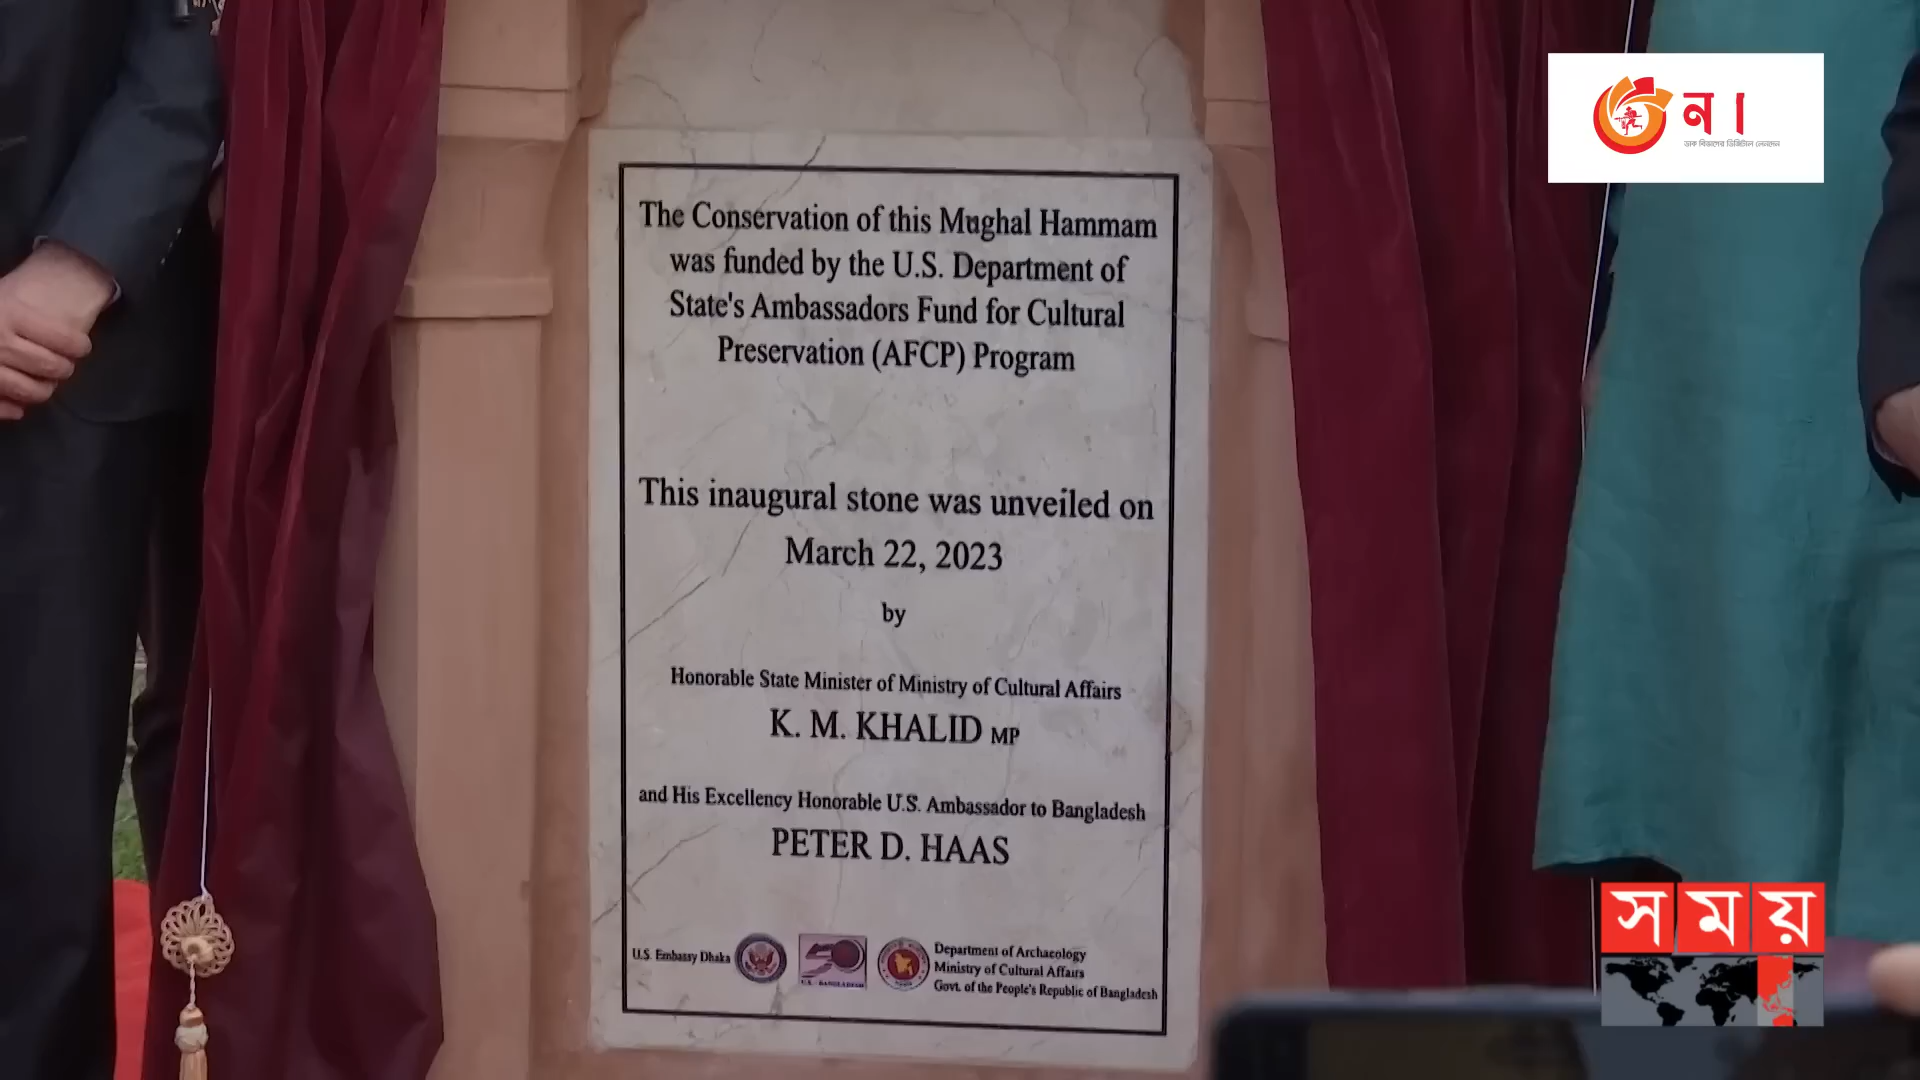 The Conservation of this Mughal Hammam
was funded by the U.S. Department of
State's Ambassadors Fund for Cultural
Preservation (AFCP) Program
This inaugural stone was unveiled on
March 22, 2023
by
Honorable State Minister of Ministry of Cultural Affairs
K. M. KHALID MP
and His Excellency Honorable U.S. Ambassador to Bangladesh
PETER D. HAAS
U.S. Embassy Dhaka
50
U.S. BANGLADESH
Department of Archaeology
Ministry of Cultural Affairs
Govt. of the People's Republic of Bangladesh
ন।
ডাক বিভাগের ডিজিটাল লেনদেন
সময়